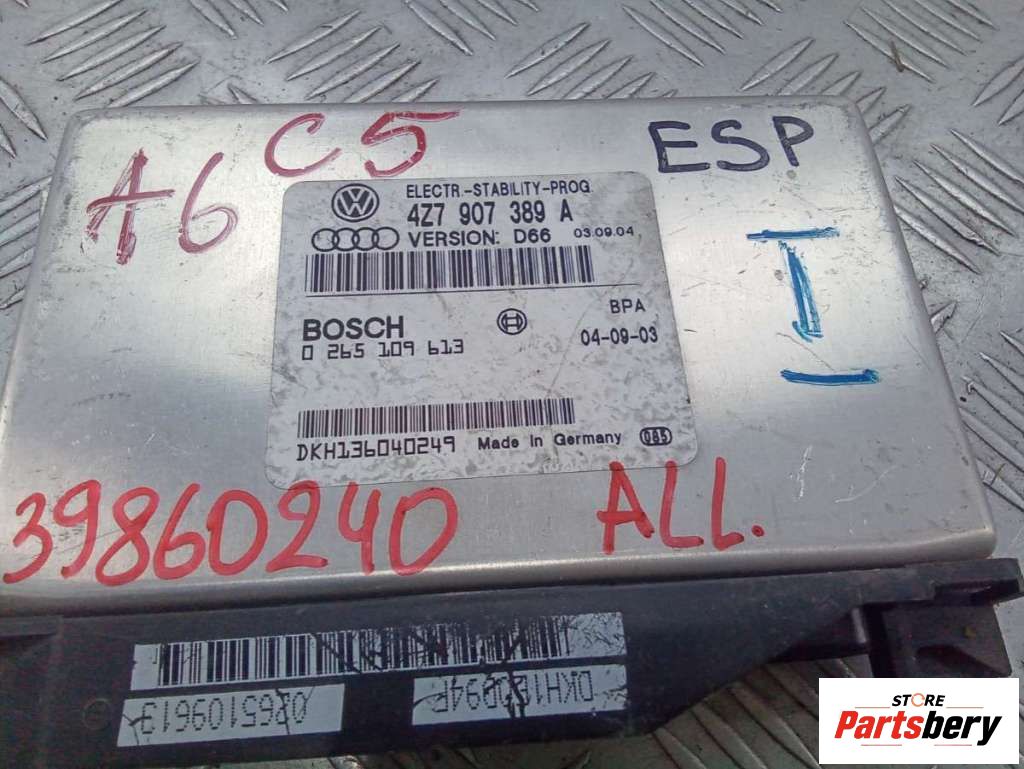 A6 C5
ESP
ELECTR.-STABILITY-PROG.
4Z7 907 389 A
VERSION: D66 03.09.04
BPA
BOSCH
04-09-03
0 265 109 613
DKH136040249 Made in Germany 085
39860240 ALL.
0265109613
STORE
Partsbery